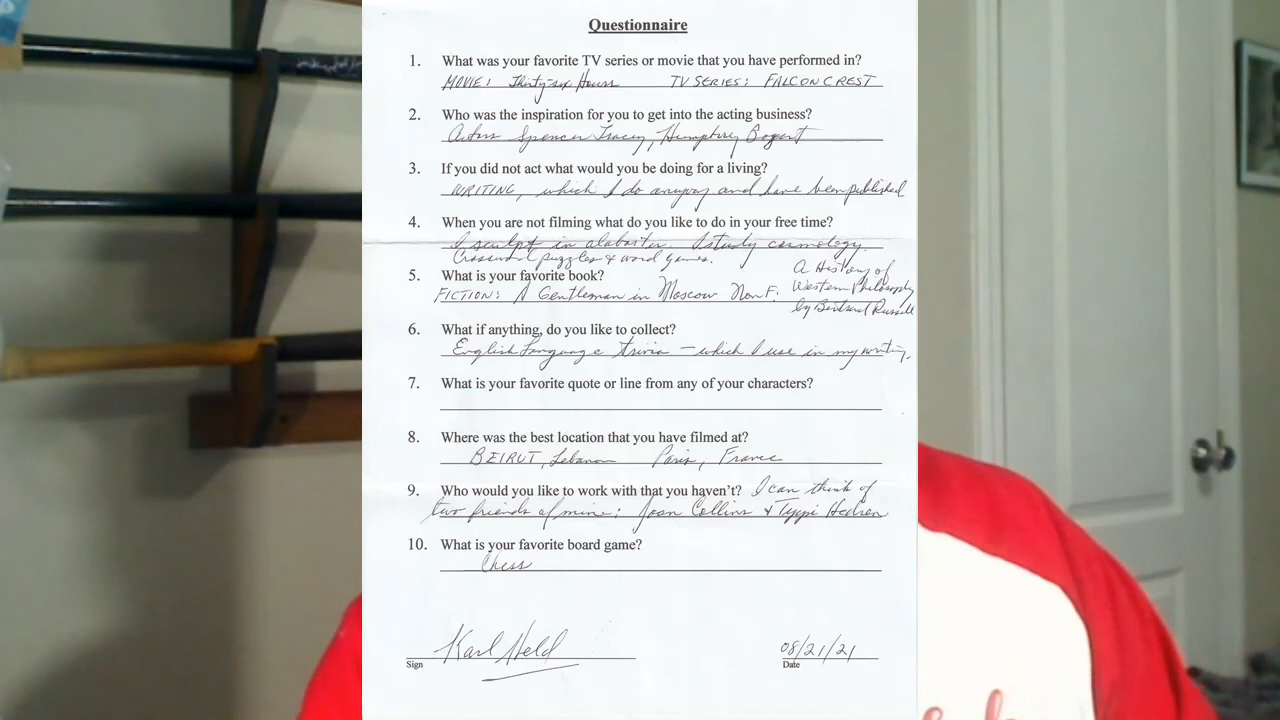 Questionnaire
1. What was your favorite TV series or movie that you have performed in?
MOVIE: Thirty-six Hours TV SERIES: FALCON CREST
2. Who was the inspiration for you to get into the acting business?
Actors Spencer Tracey, Humphrey Bogart
3. If you did not act what would you be doing for a living?
WRITING, which I do anyway and have been published
4. When you are not filming what do you like to do in your free time?
I sculpt in alabaster. I study cosmology.
Crossword puzzles & word games.
5. What is your favorite book?
FICTION: A Gentleman in Moscow Non F: A History of
Western Philosophy
by Bertrand Russell
6. What if anything, do you like to collect?
English Language trivia – which I use in my writing.
7. What is your favorite quote or line from any of your characters?
8. Where was the best location that you have filmed at?
BEIRUT, Lebanon Paris, France
9. Who would you like to work with that you haven't? I can think of
two friends of mine: Joan Collins & Tippi Hedren
10. What is your favorite board game?
Chess
Karl Held 08/21/21
Sign Date